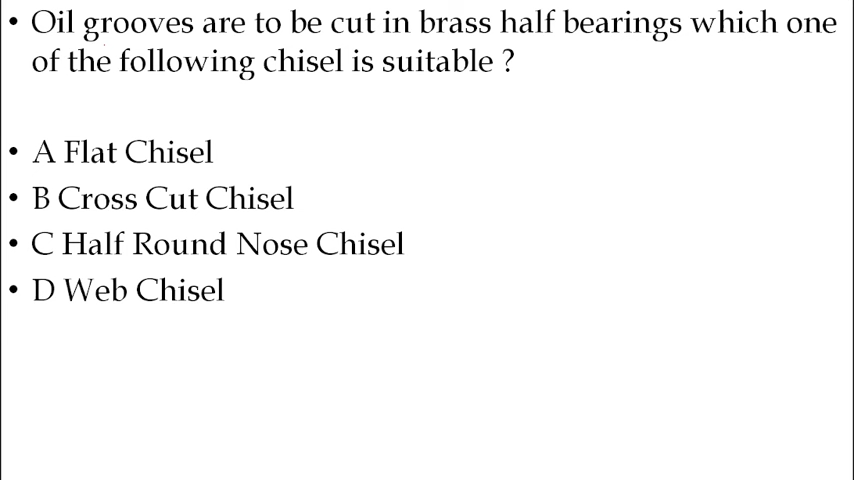 • Oil grooves are to be cut in brass half bearings which one
of the following chisel is suitable ?
• A Flat Chisel
• B Cross Cut Chisel
• C Half Round Nose Chisel
• D Web Chisel